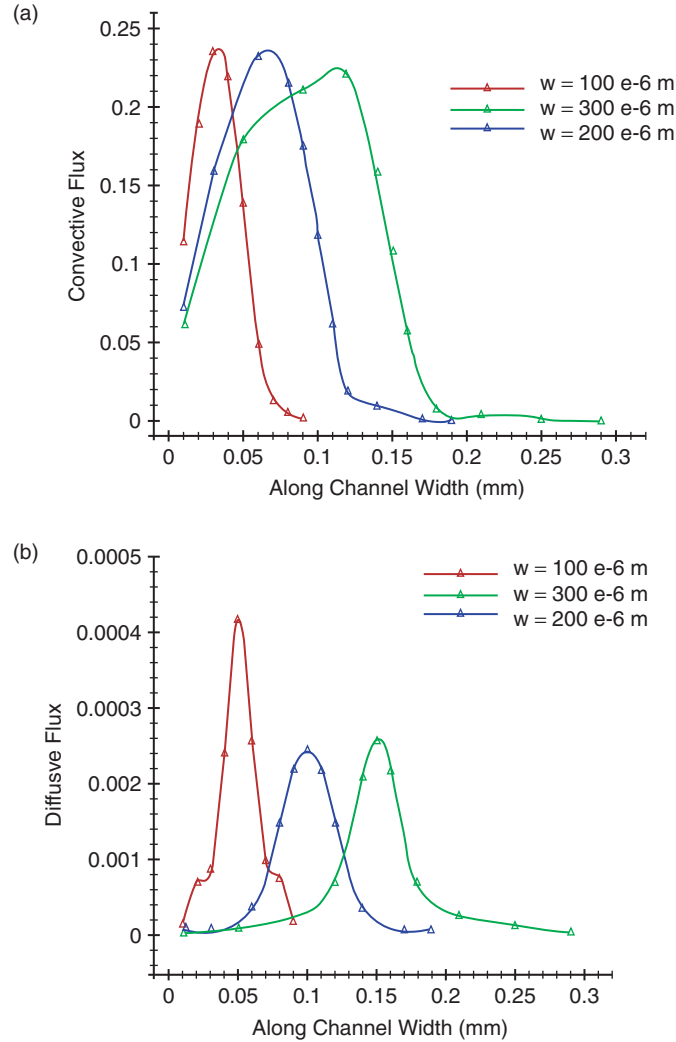 (a)
0.25
0.2
0.15
0.1
0.05
0
Convective Flux
w = 100 e-6 m
w = 300 e-6 m
w = 200 e-6 m
0 0.05 0.1 0.15 0.2 0.25 0.3
Along Channel Width (mm)
(b)
0.0005
0.0004
0.0003
0.0002
0.001
0
Diffusve Flux
w = 100 e-6 m
w = 300 e-6 m
w = 200 e-6 m
0 0.05 0.1 0.15 0.2 0.25 0.3
Along Channel Width (mm)